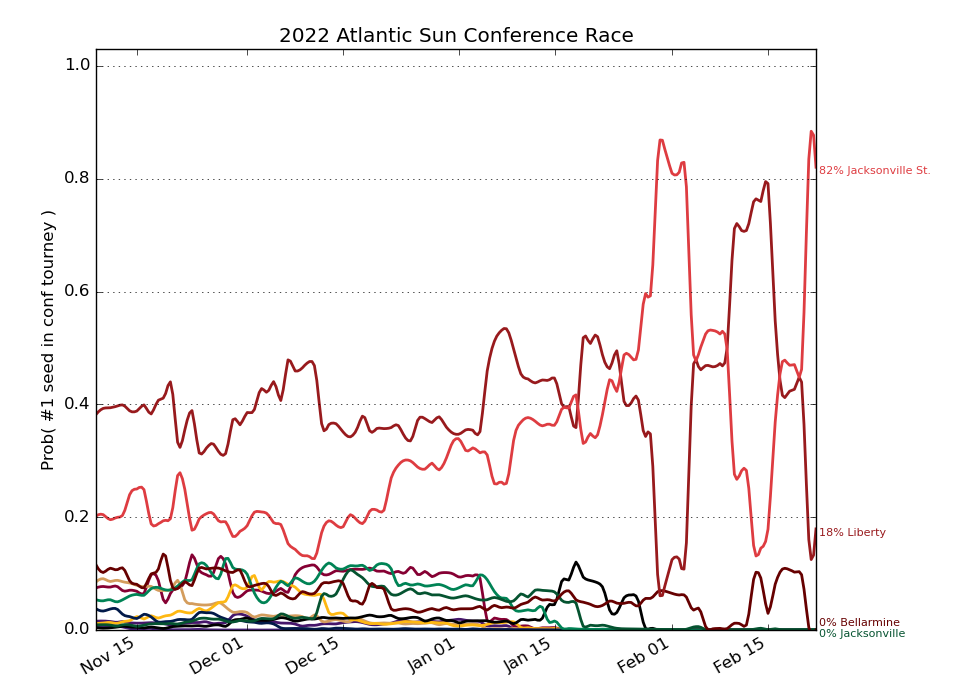 2022 Atlantic Sun Conference Race
Prob( #1 seed in conf tourney )
1.0
0.8
0.6
0.4
0.2
0.0
82% Jacksonville St.
18% Liberty
0% Bellarmine
0% Jacksonville
Nov 15
Dec 01
Dec 15
Jan 01
Jan 15
Feb 01
Feb 15